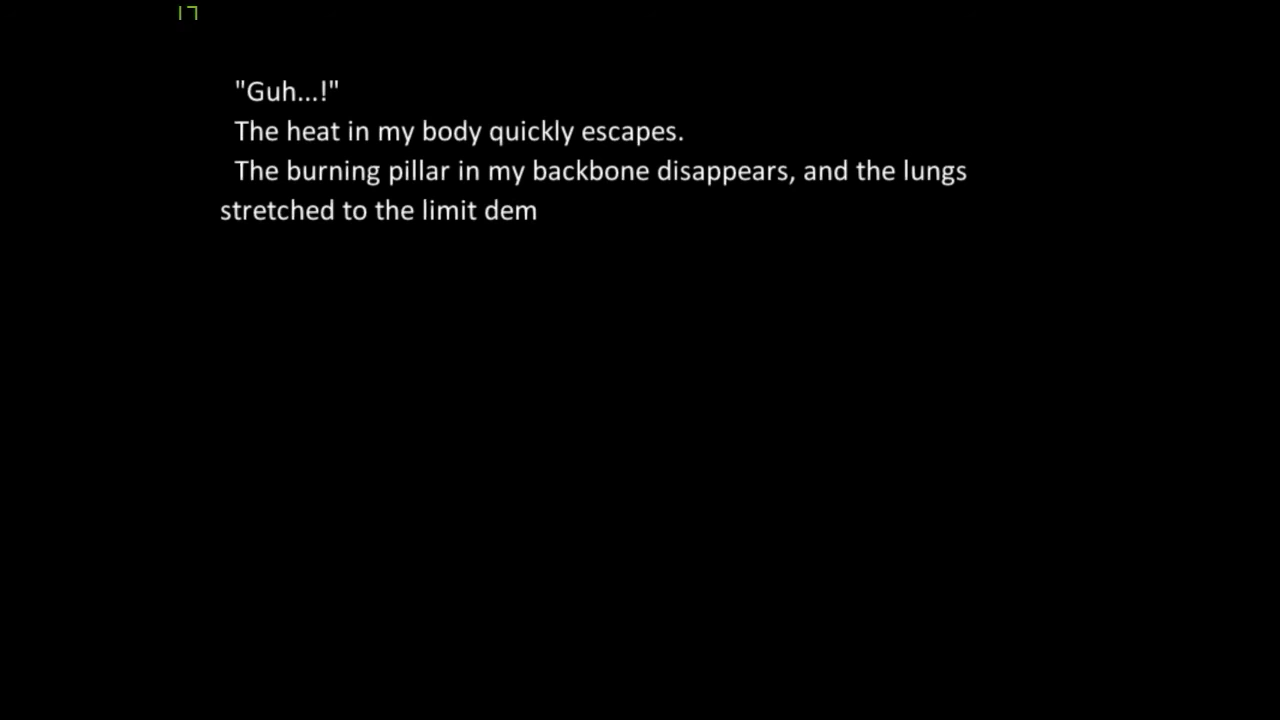 17
"Guh...!"
The heat in my body quickly escapes.
The burning pillar in my backbone disappears, and the lungs
stretched to the limit dem